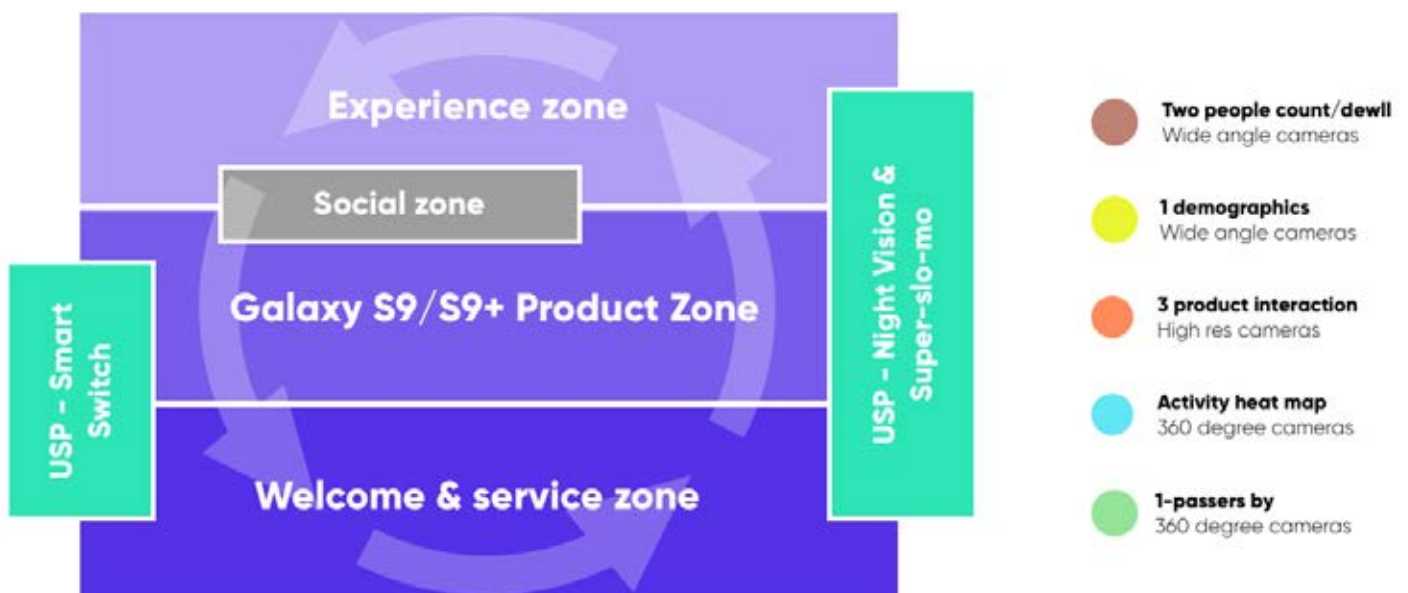 Experience zone
Social zone
Galaxy S9/S9+ Product Zone
Welcome & service zone
USP - Smart
Switch
USP - Night Vision &
Super-slo-mo
Two people count/dewll
Wide angle cameras
1 demographics
Wide angle cameras
3 product interaction
High res cameras
Activity heat map
360 degree cameras
1-passers by
360 degree cameras